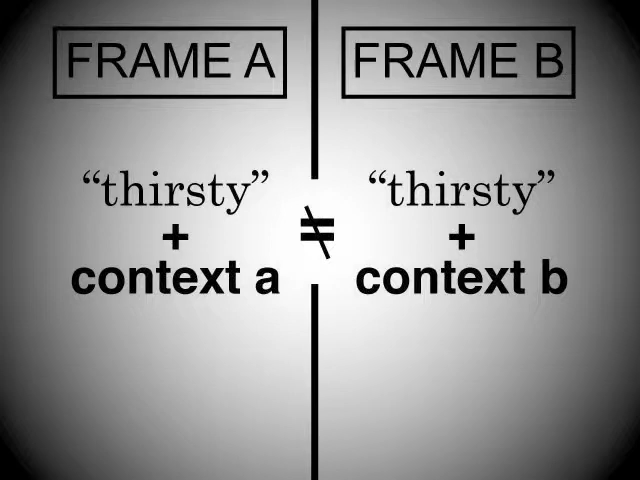 FRAME A
FRAME B
“thirsty”
+
context a
≠
“thirsty”
+
context b